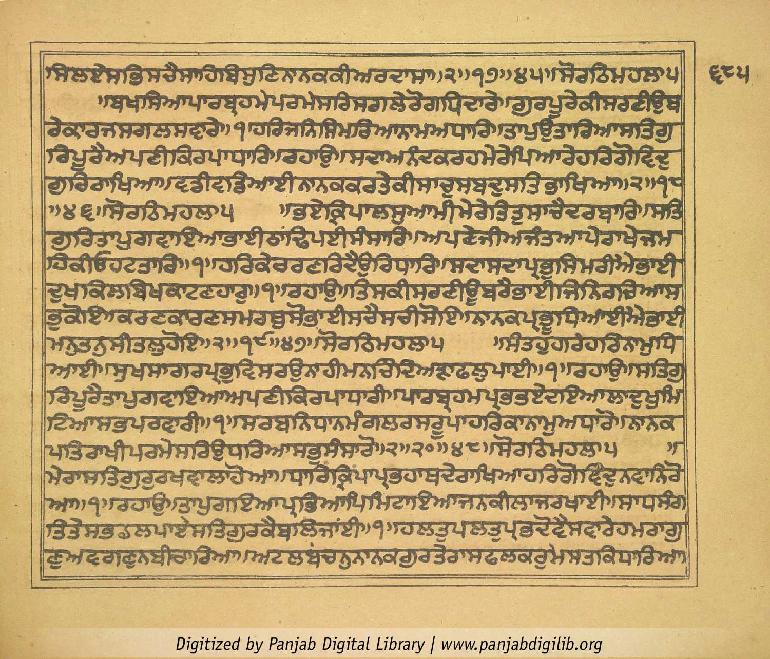 ਮਿਲਏਸਭਿਸਚੈਸਾਹਿਬਿਸੁਣਿਨਾਨਕਕੀਅਰਦਾਸਾ॥੨॥੧੭॥੪੫॥ਸੋਰਠਿਮਹਲਾ੫
੬੮੫
॥ਬਖਸਿਆਪਾਰਬ੍ਰਹਮੇਪਰਮੇਸਰਿਸਗਲੇਰੋਗਬਿਦਾਰੇ॥ਗੁਰਪੂਰੇਕੀਸਰਣੀਉਬ
ਰੇਕਾਰਜਸਗਲਸਵਾਰੇ॥੧॥ਹਰਿਜਨਿਸਿਮਰਿਆਨਾਮਅਧਾਰਿ॥ਤਾਪੁਉਤਾਰਿਆਸਤਿਗੁ
ਰਿਪੂਰੈਅਪਣੀਕਿਰਪਾਧਾਰਿ॥ਰਹਾਉ॥ਸਦਾਅਨੰਦਕਰਹਮੇਰੇਪਿਆਰੇਹਰਿਗੋਵਿਦੁ
ਗੁਰਿਰਾਖਿਆ॥ਵਡੀਵਡਿਆਈਨਾਨਕਕਰਤੇਕੀਸਾਚੁਸਬਦੁਸਤਿਭਾਖਿਆ॥੨॥੧੮
॥੪੬॥ਸੋਰਠਿਮਹਲਾ੫ ॥ਭਏਕ੍ਰਿਪਾਲਸੁਆਮੀਮੇਰੇਤਿਤੁਸਾਚੈਦਰਬਾਰਿ॥ਸਤਿ
ਗੁਰਿਤਾਪੁਗਵਾਇਆਭਾਈਠਾਂਢਿਪਈਸੰਸਾਰਿ॥ਅਪਣੇਜੀਅਜੰਤਆਪੇਰਾਖੇਜਮ
ਹਿਕੀਓਹਟਤਾਰਿ॥੧॥ਹਰਿਕੇਚਰਣਰਿਦੈਉਰਿਧਾਰਿ॥ਸਦਾਸਦਾਪ੍ਰਭੁਸਿਮਰੀਐਭਾਈ
ਦੁਖਕਿਲਬਿਖਕਾਟਣਹਾਰੁ॥੧॥ਰਹਾਉ॥ਤਿਸਕੀਸਰਣੀਊਬਰੈਭਾਈਜਿਨਿਰਚਿਆਸ
ਭੁਕੋਇ॥ਕਰਣਕਾਰਣਸਮਰਥੁਸੋਭਾਈਸਚੈਸਚੀਸੋਇ॥ਨਾਨਕਪ੍ਰਭੂਧਿਆਈਐਭਾਈ
ਮਨੁਤਨੁਸੀਤਲੁਹੋਇ॥੨॥੧੯॥੪੭॥ਸੋਰਠਿਮਹਲਾ੫ ॥ਸੰਤਹੁਹਰਿਹਰਿਨਾਮੁਧਿ
ਆਈ॥ਸੁਖਸਾਗਰਪ੍ਰਭੁਵਿਸਰਉਨਾਹੀਮਨਚਿੰਦਿਅੜਾਫਲੁਪਾਈ॥੧॥ਰਹਾਉ॥ਸਤਿਗੁ
ਰਿਪੂਰੈਤਾਪੁਗਵਾਇਆਅਪਣੀਕਿਰਪਾਧਾਰੀ॥ਪਾਰਬ੍ਰਹਮਪ੍ਰਭਭਏਦਇਆਲਾਦੁਖੁਮਿ
ਟਿਆਸਭਪਰਵਾਰੀ॥੧॥ਸਰਬਨਿਧਾਨਮੰਗਲਰਸਰੂਪਾਹਰਿਕਾਨਾਮੁਅਧਾਰੋ॥ਨਾਨਕ
ਪਤਿਰਾਖੀਪਰਮੇਸਰਿਉਧਰਿਆਸਭੁਸੰਸਾਰੋ॥੨॥੨੦॥੪੮॥ਸੋਰਠਿਮਹਲਾ੫ ॥
ਮੇਰਾਸਤਿਗੁਰੁਰਖਵਾਲਾਹੋਆ॥ਧਾਰਿਕ੍ਰਿਪਾਪ੍ਰਭਹਾਥਦੇਰਾਖਿਆਹਰਿਗੋਵਿਦੁਨਵਾਨਿਰੋ
ਆ॥੧॥ਰਹਾਉ॥ਤਾਪੁਗਇਆਪ੍ਰਭਿਆਪਿਮਿਟਾਇਆਜਨਕੀਲਾਜਰਖਾਈ॥ਸਾਧਸੰਗ
ਤਿਤੇਸਭਫਲਪਾਏਸਤਿਗੁਰਕੈਬਲਿਜਾਂਈ॥੧॥ਹਲਤੁਪਲਤੁਪ੍ਰਭਦੋਵੈਸਵਾਰੇਹਮਰਾਗੁ
ਣੁਅਵਗਣੁਨਬੀਚਾਰਿਆ॥ਅਟਲਬਚਨੁਨਾਨਕਗੁਰਤੇਰਾਸਫਲਕਰੁਮਸਤਕਿਧਾਰਿਆ॥
Digitized by Panjab Digital Library | www.panjabdigilib.org